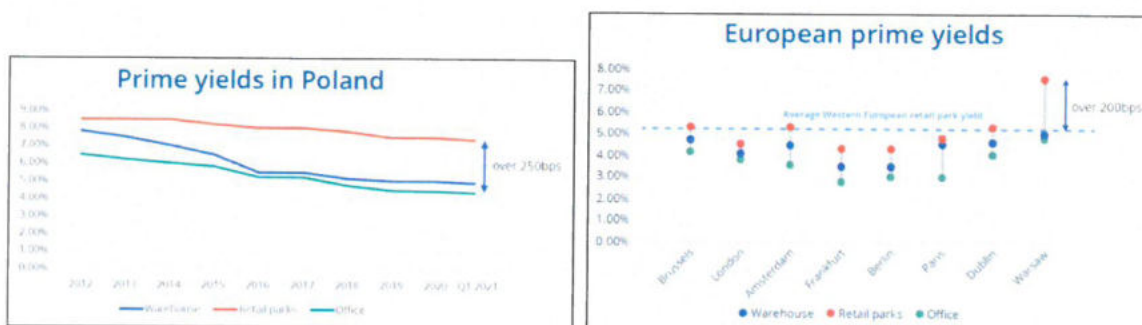 Prime yields in Poland
9.00%
8.00%
7.00%
6.00%
5.00%
4.00%
3.00%
2.00%
1.00%
0.00%
over 250bps
2012 2013 2014 2015 2016 2017 2018 2019 2020 Q1 2021
Warehouse Retail parks Office
European prime yields
8.00%
7.00%
6.00%
5.00%
4.00%
3.00%
2.00%
1.00%
0.00%
Average Western European retail park yield
over 200bps
Brussels London Amsterdam Frankfurt Berlin Paris Dublin Warsaw
Warehouse Retail parks Office